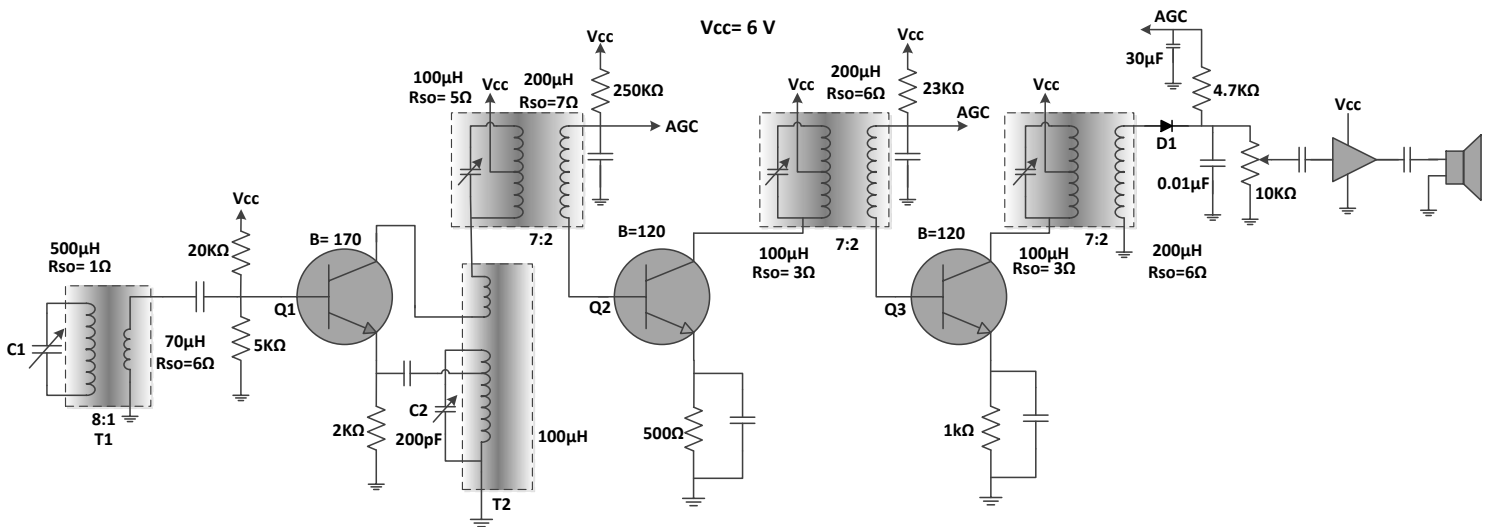 Vcc= 6 V
Vcc
250KΩ
AGC
100µH
Rso= 5Ω
Vcc
200µH
Rso=7Ω
7:2
Vcc
200µH
Rso=6Ω
Vcc
23KΩ
AGC
100µH
Rso= 3Ω
7:2
Vcc
100µH
Rso= 3Ω
7:2
200µH
Rso=6Ω
AGC
30µF
4.7KΩ
D1
0.01µF
10KΩ
Vcc
500µH
Rso= 1Ω
C1
8:1
T1
70µH
Rso=6Ω
Vcc
20KΩ
5KΩ
B= 170
Q1
2KΩ
C2
200pF
100µH
T2
B=120
Q2
500Ω
B=120
Q3
1kΩ